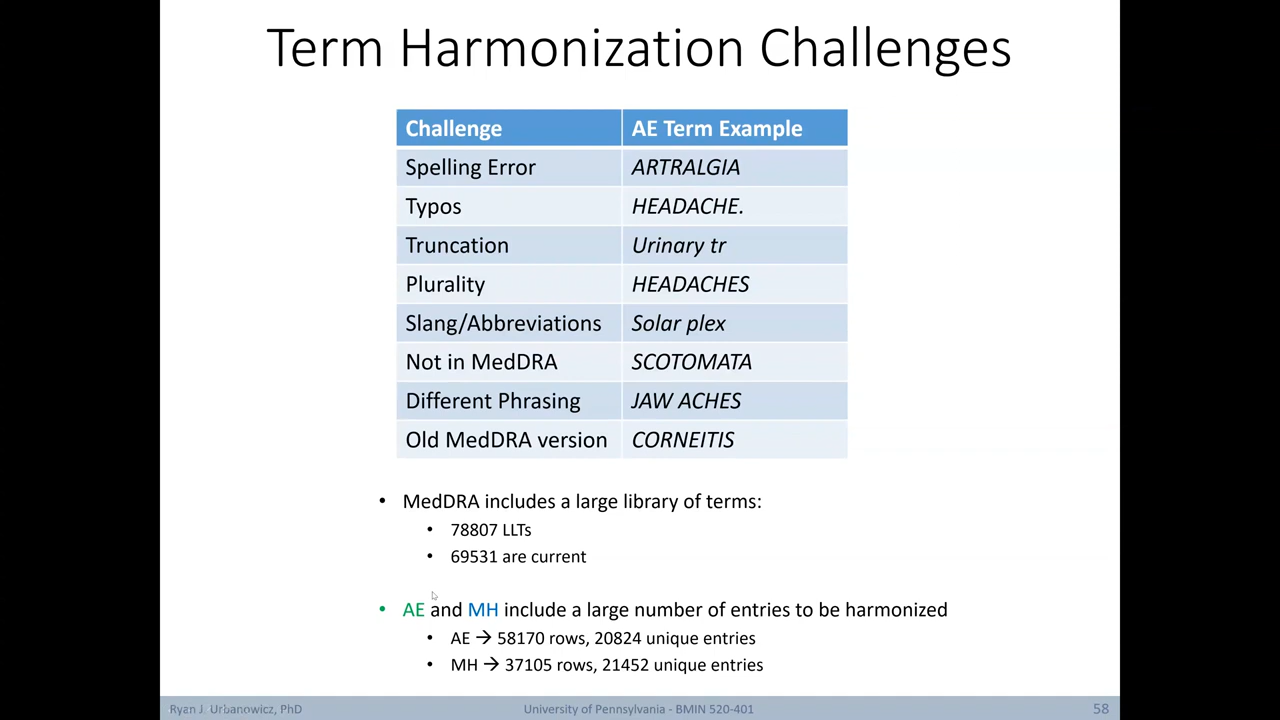 Term Harmonization Challenges
Challenge AE Term Example
Spelling Error ARTRALGIA
Typos HEADACHE.
Truncation Urinary tr
Plurality HEADACHES
Slang/Abbreviations Solar plex
Not in MedDRA SCOTOMATA
Different Phrasing JAW ACHES
Old MedDRA version CORNEITIS
• MedDRA includes a large library of terms:
• 78807 LLTs
• 69531 are current
• AE and MH include a large number of entries to be harmonized
• AE → 58170 rows, 20824 unique entries
• MH → 37105 rows, 21452 unique entries
Ryan J. Urbanowicz, PhD University of Pennsylvania - BMIN 520-401 58